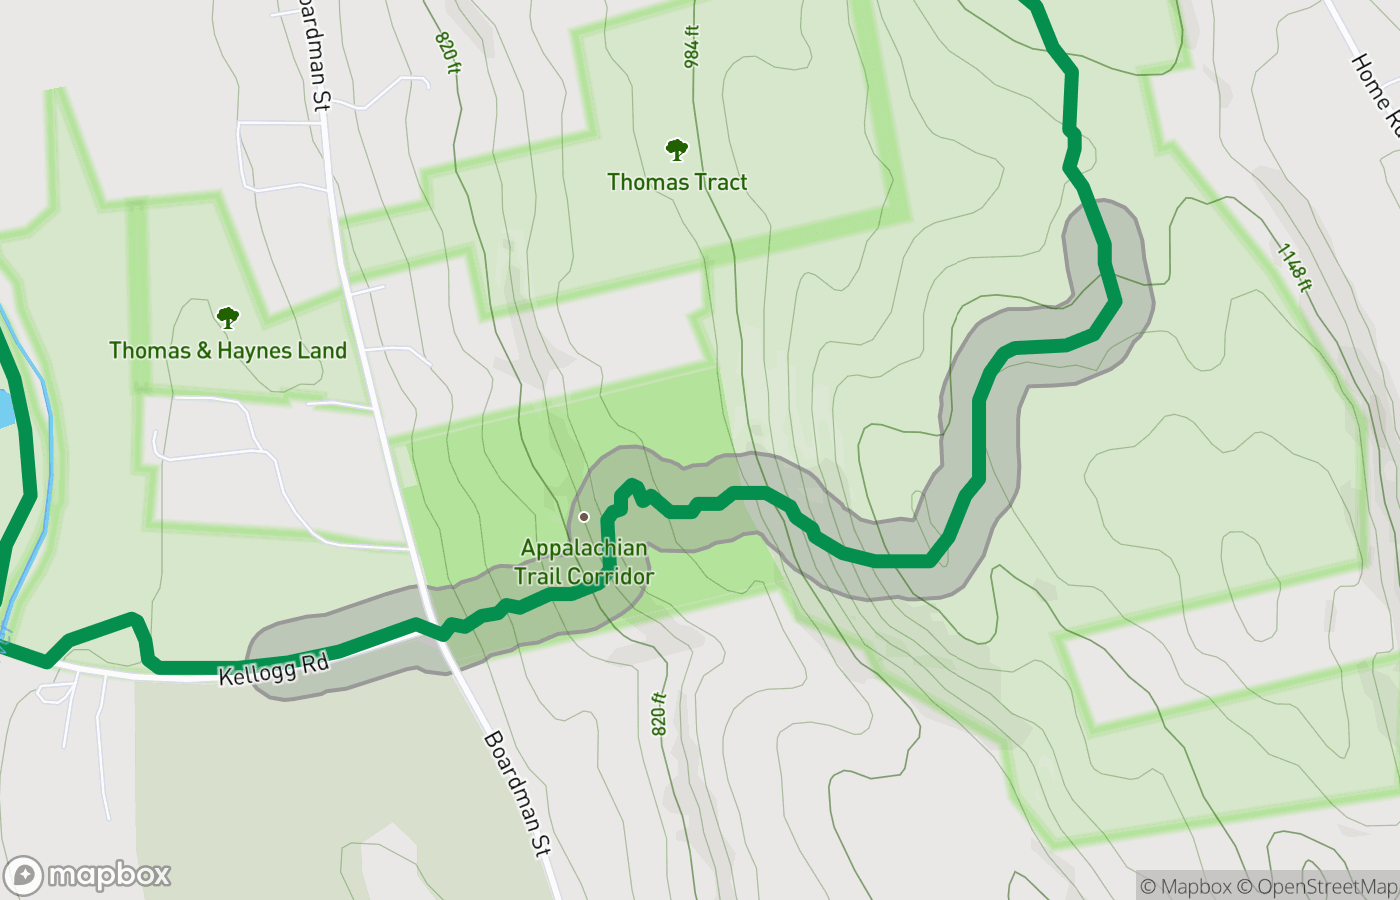 Boardman St
820 ft
984 ft
Home Rd
Thomas Tract
1148 ft
Thomas & Haynes Land
Appalachian
Trail Corridor
Kellogg Rd
820 ft
Boardman St
mapbox
© Mapbox © OpenStreetMap